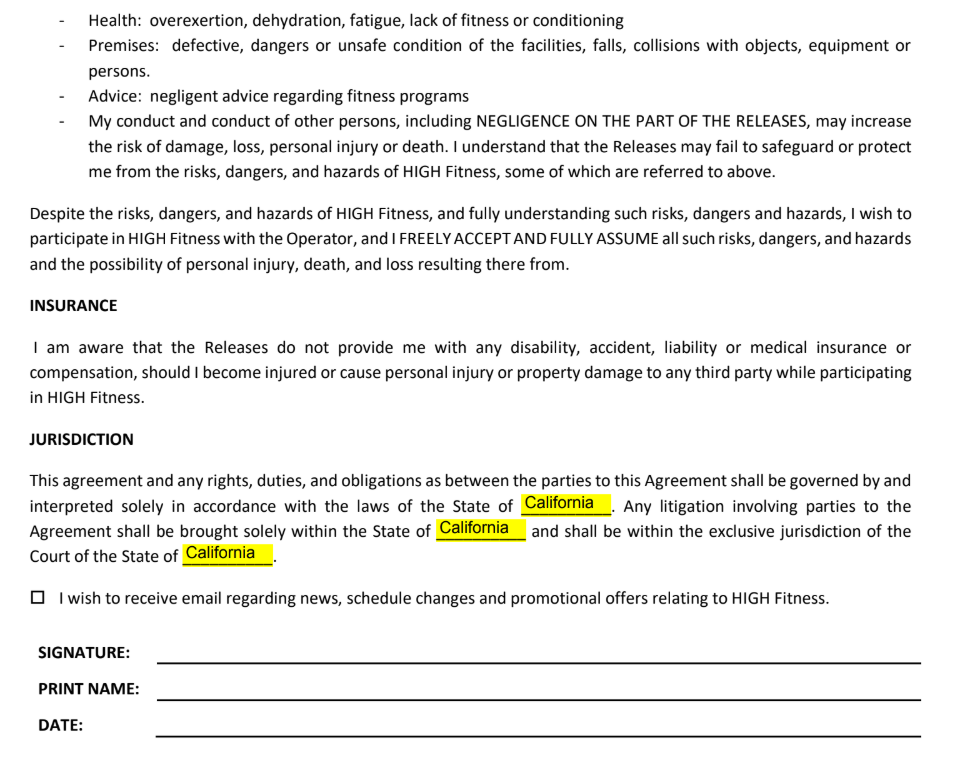 - Health: overexertion, dehydration, fatigue, lack of fitness or conditioning
- Premises: defective, dangers or unsafe condition of the facilities, falls, collisions with objects, equipment or
persons.
- Advice: negligent advice regarding fitness programs
- My conduct and conduct of other persons, including NEGLIGENCE ON THE PART OF THE RELEASES, may increase
the risk of damage, loss, personal injury or death. I understand that the Releases may fail to safeguard or protect
me from the risks, dangers, and hazards of HIGH Fitness, some of which are referred to above.
Despite the risks, dangers, and hazards of HIGH Fitness, and fully understanding such risks, dangers and hazards, I wish to
participate in HIGH Fitness with the Operator, and I FREELY ACCEPT AND FULLY ASSUME all such risks, dangers, and hazards
and the possibility of personal injury, death, and loss resulting there from.
INSURANCE
I am aware that the Releases do not provide me with any disability, accident, liability or medical insurance or
compensation, should I become injured or cause personal injury or property damage to any third party while participating
in HIGH Fitness.
JURISDICTION
This agreement and any rights, duties, and obligations as between the parties to this Agreement shall be governed by and
interpreted solely in accordance with the laws of the State of California. Any litigation involving parties to the
Agreement shall be brought solely within the State of California and shall be within the exclusive jurisdiction of the
Court of the State of California.
☐ I wish to receive email regarding news, schedule changes and promotional offers relating to HIGH Fitness.
SIGNATURE:
PRINT NAME:
DATE: